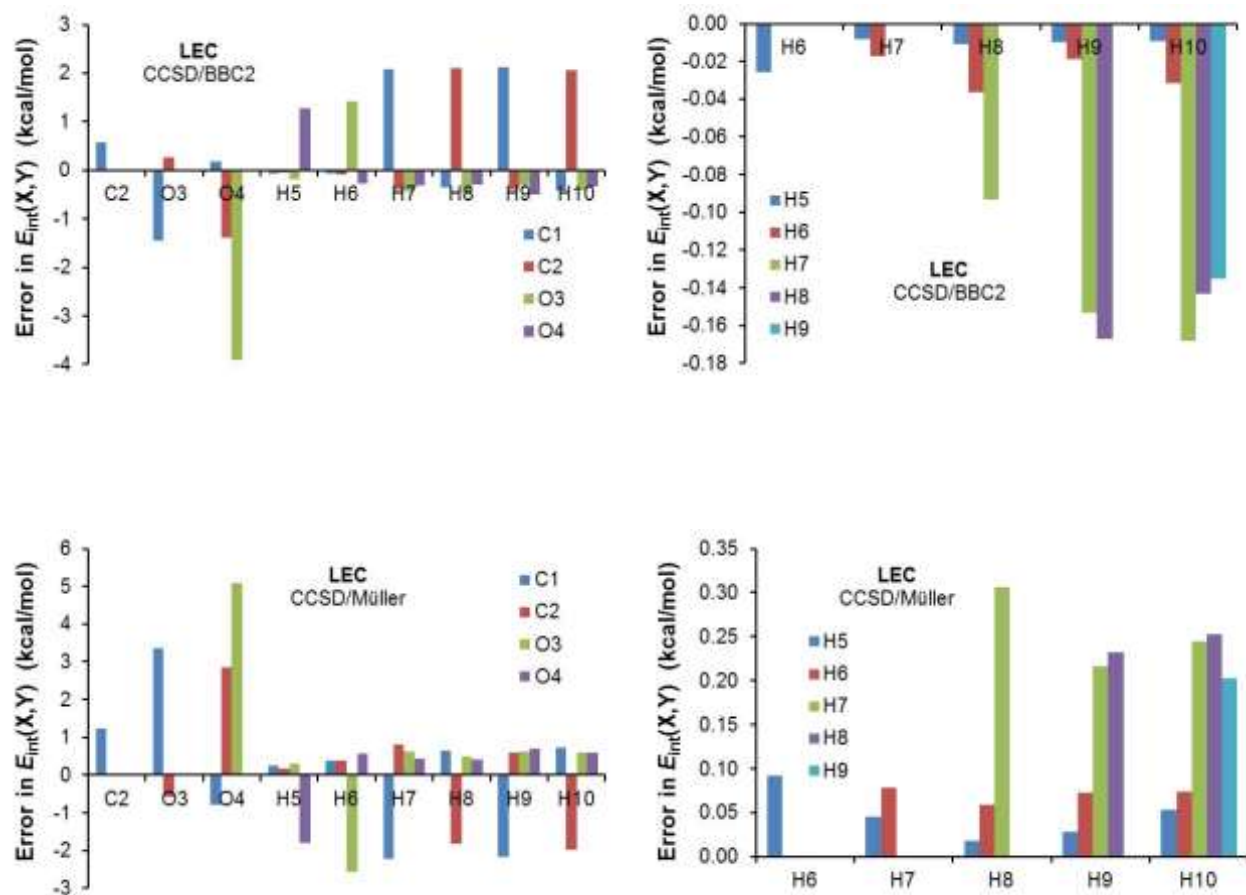 Error in Eint(X,Y) (kcal/mol)
3
2
1
0
-1
-2
-3
-4
LEC
CCSD/BBC2
C2 O3 O4 H5 H6 H7 H8 H9 H10
C1
C2
O3
O4
Error in Eint(X,Y) (kcal/mol)
0.00
-0.02
-0.04
-0.06
-0.08
-0.10
-0.12
-0.14
-0.16
-0.18
H6 H7 H8 H9 H10
H5
H6
H7
H8
H9
LEC
CCSD/BBC2
Error in Eint(X,Y) (kcal/mol)
6
5
4
3
2
1
0
-1
-2
-3
LEC
CCSD/Müller
C1
C2
O3
O4
C2 O3 O4 H5 H6 H7 H8 H9 H10
Error in Eint(X,Y) (kcal/mol)
0.35
0.30
0.25
0.20
0.15
0.10
0.05
0.00
LEC
CCSD/Müller
H5
H6
H7
H8
H9
H6 H7 H8 H9 H10